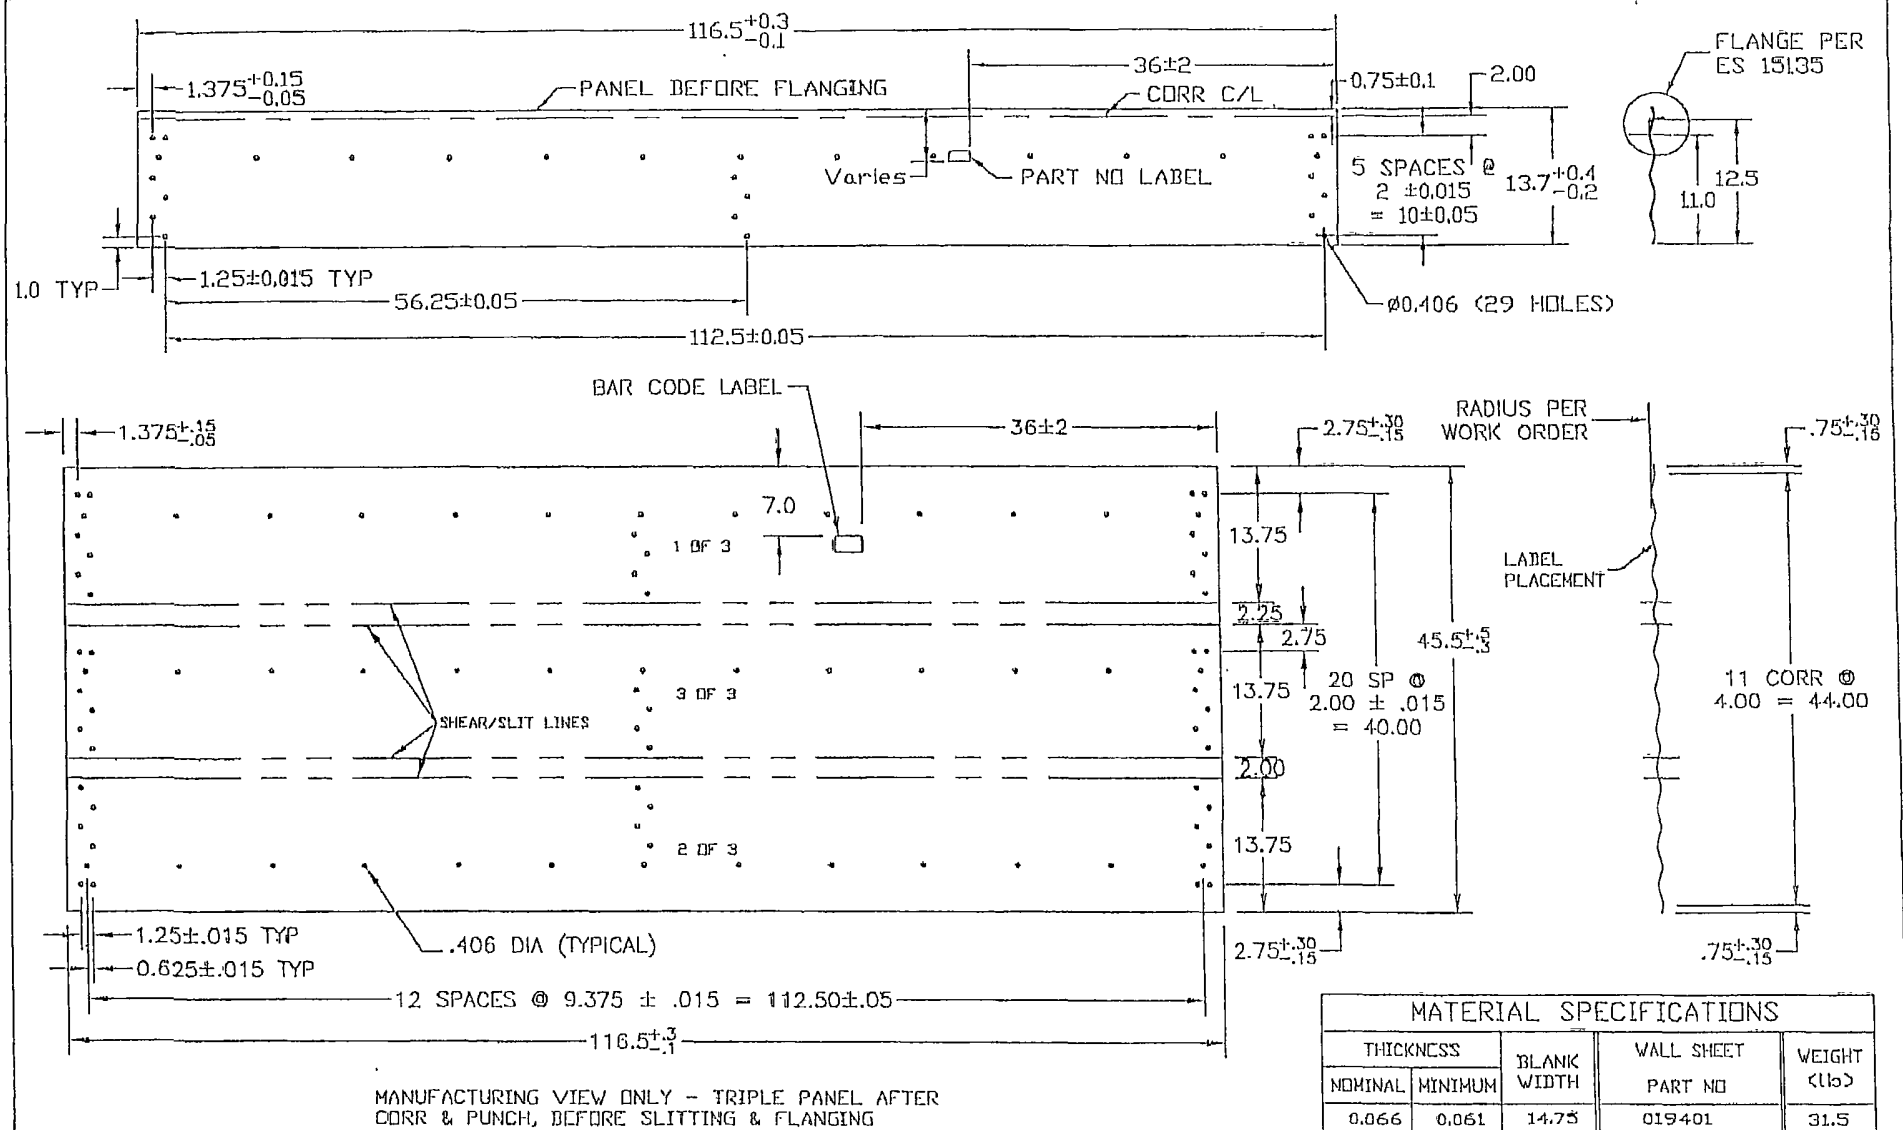 116.5+0.3
-0.1
36±2
FLANGE PER
ES 15135
1.375+0.15
-0.05
PANEL BEFORE FLANGING
CORR C/L
0.75±0.1
2.00
Varies
PART NO LABEL
5 SPACES @
2 ±0.015
= 10±0.05
13.7+0.4
-0.2
11.0
12.5
1.0 TYP
1.25±0.015 TYP
56.25±0.05
Ø0.406 (29 HOLES)
112.5±0.05
BAR CODE LABEL
RADIUS PER
WORK ORDER
1.375+.15
-.05
36±2
2.75+.30
-.15
.75+.30
-.15
7.0
13.75
1 OF 3
LABEL
PLACEMENT
2.25
2.75
45.5+.5
-.3
3 OF 3
13.75
20 SP @
2.00 ± .015
= 40.00
11 CORR @
4.00 = 44.00
SHEAR/SLIT LINES
2.00
2 OF 3
13.75
1.25±.015 TYP
.406 DIA (TYPICAL)
2.75+.30
-.15
.75+.30
-.15
0.625±.015 TYP
12 SPACES @ 9.375 ± .015 = 112.50±.05
116.5+.3
-.1
MANUFACTURING VIEW ONLY - TRIPLE PANEL AFTER
CORR & PUNCH, BEFORE SLITTING & FLANGING
MATERIAL SPECIFICATIONS
THICKNESS
BLANK
WIDTH
WALL SHEET
PART NO
WEIGHT
(lb)
NOMINAL MINIMUM
0.066 0.061 14.75 019401 31.5